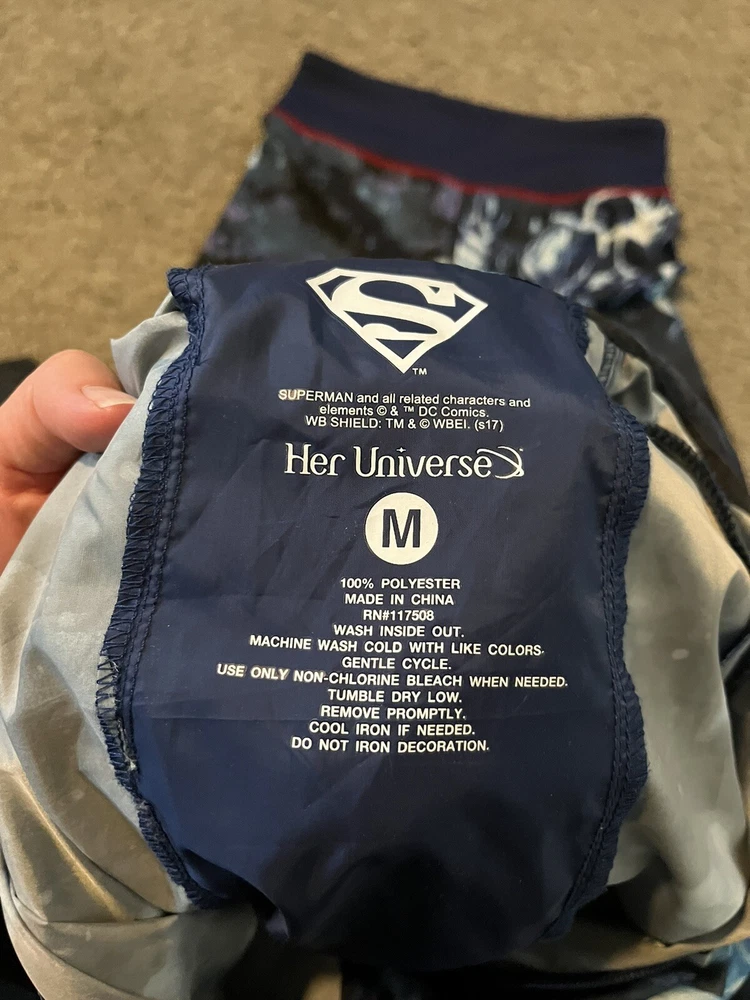 S
™
SUPERMAN and all related characters and
elements © & ™ DC Comics.
WB SHIELD: TM & © WBEI. (s17)
Her Universe
M
100% POLYESTER
MADE IN CHINA
RN#117508
WASH INSIDE OUT.
MACHINE WASH COLD WITH LIKE COLORS.
GENTLE CYCLE.
USE ONLY NON-CHLORINE BLEACH WHEN NEEDED.
TUMBLE DRY LOW.
REMOVE PROMPTLY.
COOL IRON IF NEEDED.
DO NOT IRON DECORATION.